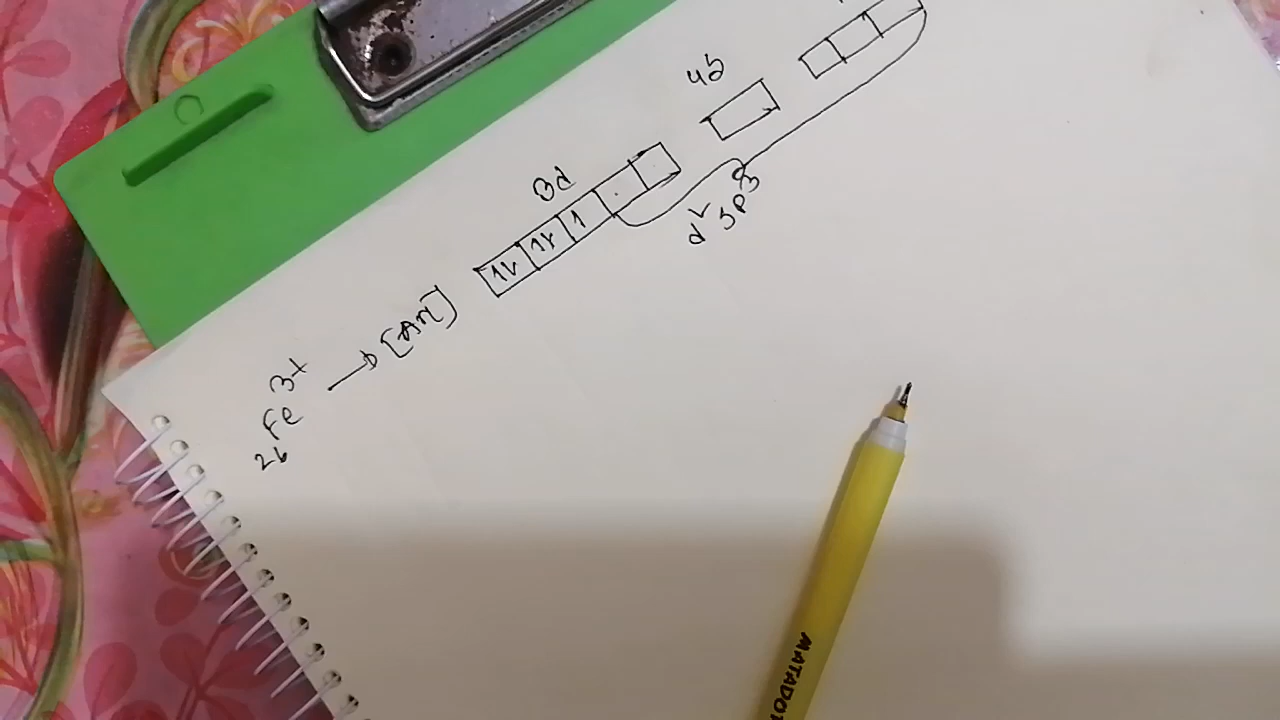 3d 4s
26Fe3+ → [Ar] 1↿ 1↿ 1
d2sp3
MATADOR